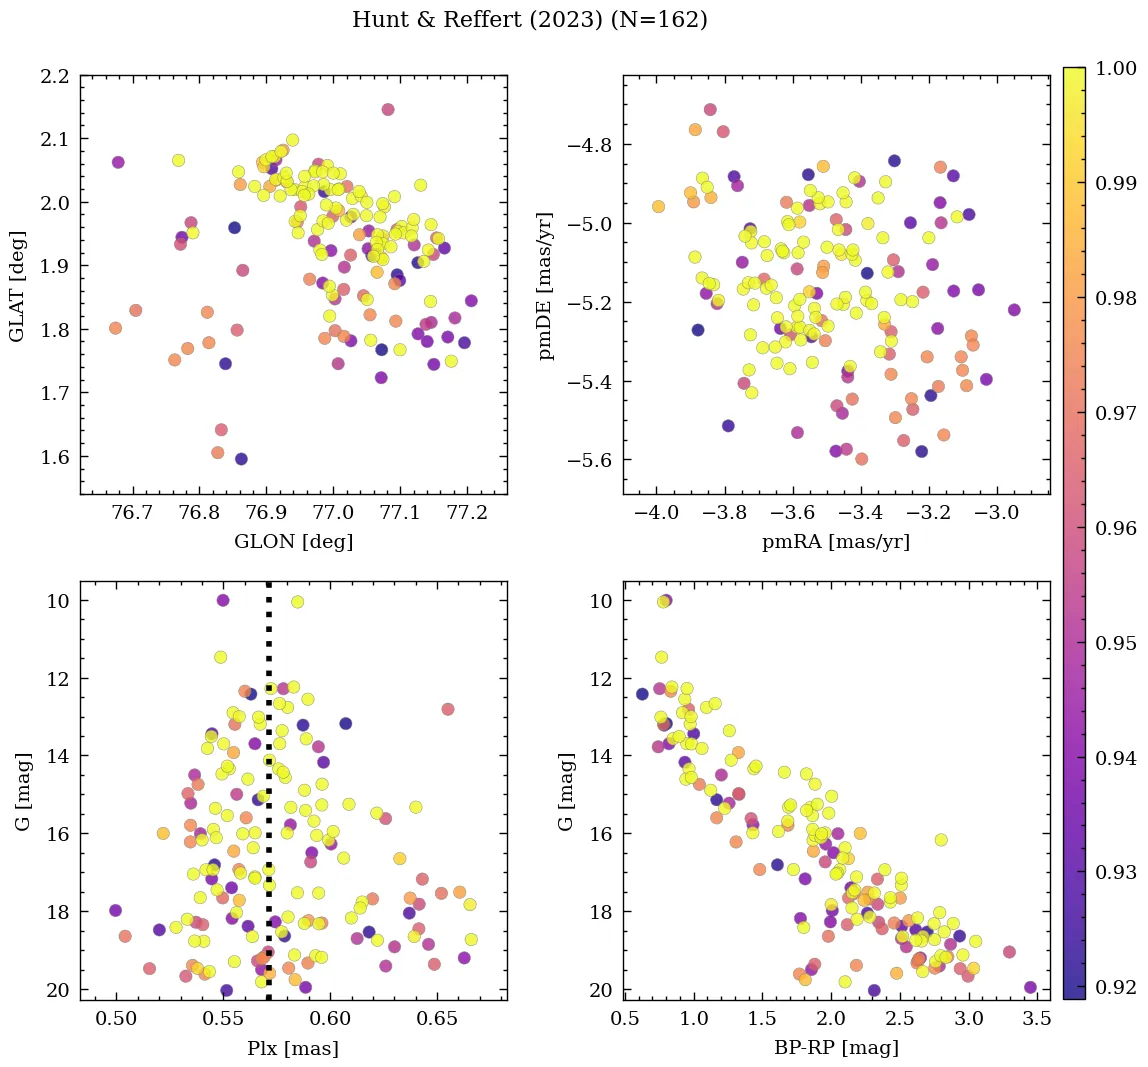 Hunt & Reffert (2023) (N=162)
2.2
2.1
2.0
1.9
1.8
1.7
1.6
GLAT [deg]
76.7 76.8 76.9 77.0 77.1 77.2
GLON [deg]
−4.8
−5.0
−5.2
−5.4
−5.6
pmDE [mas/yr]
−4.0 −3.8 −3.6 −3.4 −3.2 −3.0
pmRA [mas/yr]
1.00
0.99
0.98
0.97
0.96
0.95
0.94
0.93
0.92
10
12
14
16
18
20
G [mag]
0.50 0.55 0.60 0.65
Plx [mas]
10
12
14
16
18
20
G [mag]
0.5 1.0 1.5 2.0 2.5 3.0 3.5
BP-RP [mag]